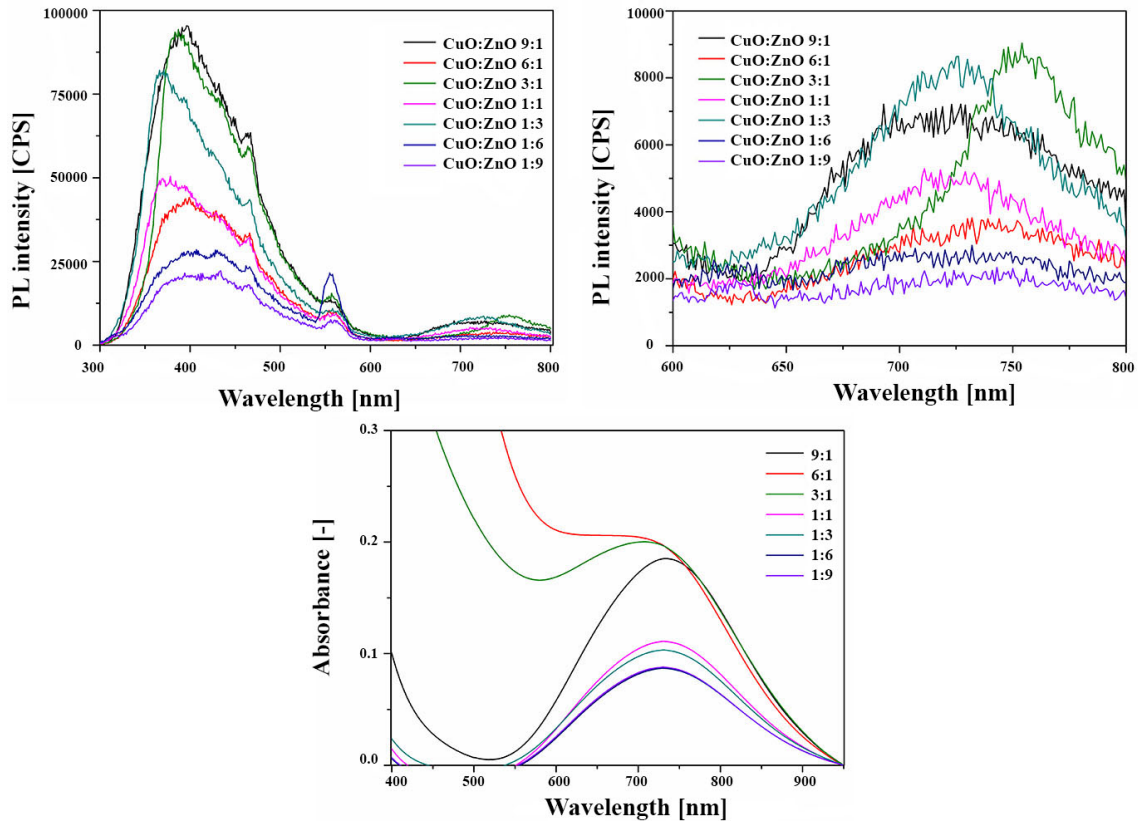 100000
75000
50000
25000
0
PL intensity [CPS]
300 400 500 600 700 800
Wavelength [nm]
CuO:ZnO 9:1
CuO:ZnO 6:1
CuO:ZnO 3:1
CuO:ZnO 1:1
CuO:ZnO 1:3
CuO:ZnO 1:6
CuO:ZnO 1:9
10000
8000
6000
4000
2000
0
PL intensity [CPS]
600 650 700 750 800
Wavelength [nm]
CuO:ZnO 9:1
CuO:ZnO 6:1
CuO:ZnO 3:1
CuO:ZnO 1:1
CuO:ZnO 1:3
CuO:ZnO 1:6
CuO:ZnO 1:9
0.3
0.2
0.1
0.0
Absorbance [-]
400 500 600 700 800 900
Wavelength [nm]
9:1
6:1
3:1
1:1
1:3
1:6
1:9